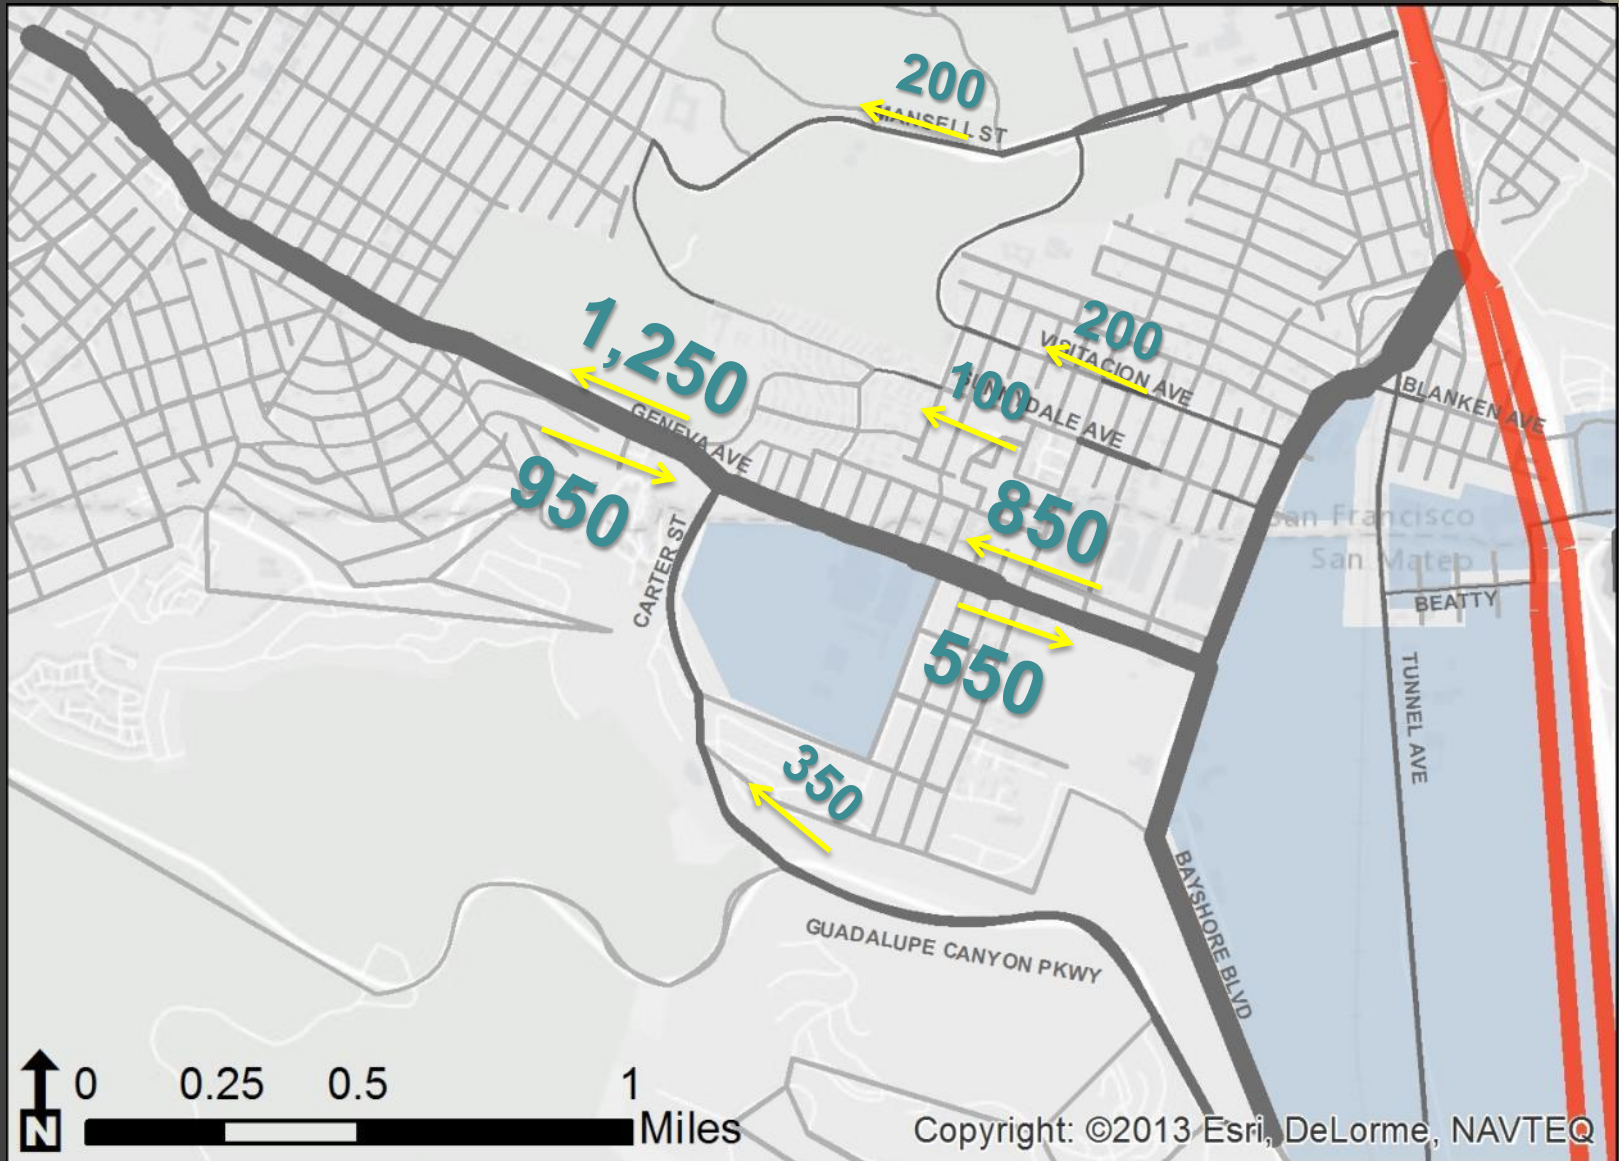 200
MANSELL ST
1,250
200
VISITACION AVE
100
SUNNYDALE AVE
BLANKEN AVE
GENEVA AVE
950
850
San Francisco
San Mateo
BEATTY
CARTER ST
550
TUNNEL AVE
350
BAYSHORE BLVD
GUADALUPE CANYON PKWY
0 0.25 0.5 1
N
Miles
Copyright: ©2013 Esri, DeLorme, NAVTEQ